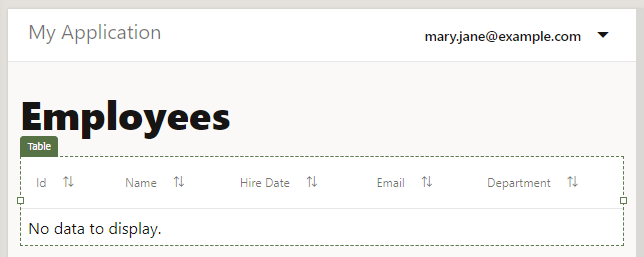 My Application
mary.jane@example.com
Employees
Table
Id Name Hire Date Email Department
No data to display.